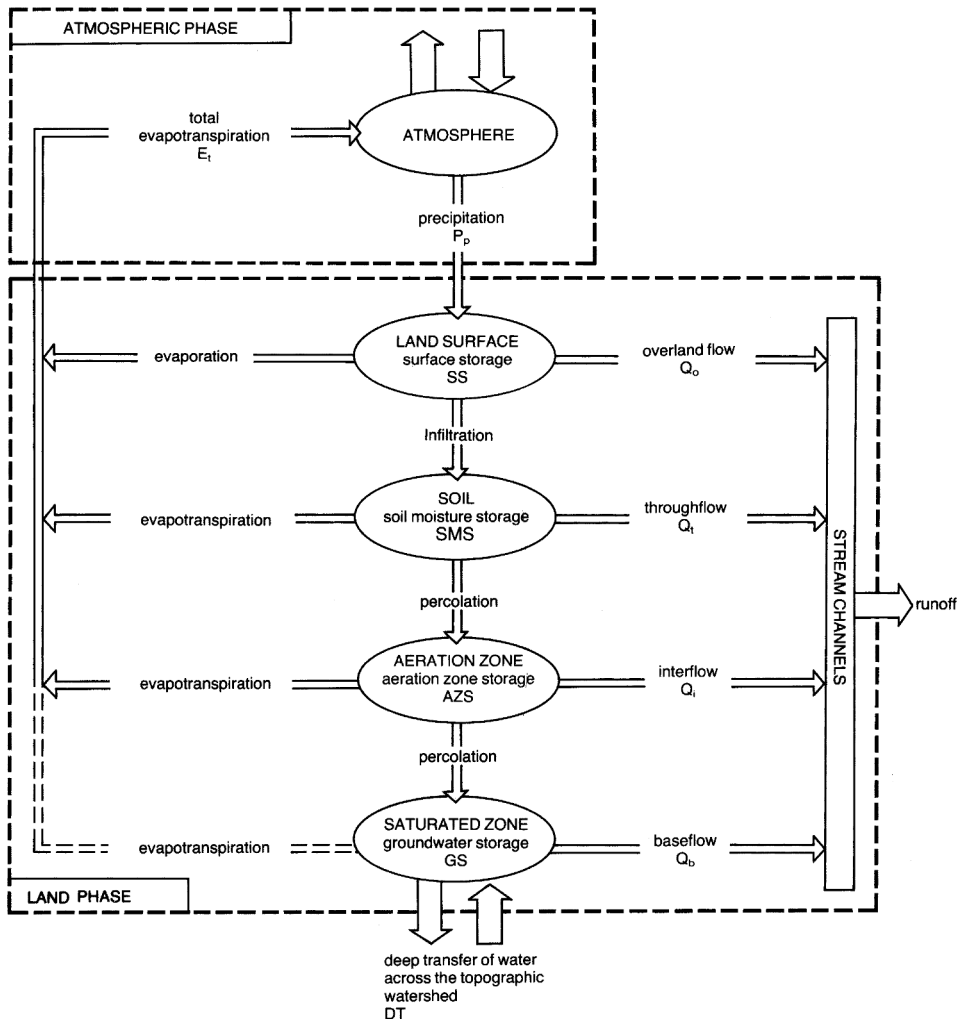 ATMOSPHERIC PHASE
total
evapotranspiration
Et
ATMOSPHERE
precipitation
Pp
LAND SURFACE
surface storage
SS
evaporation
overland flow
Qo
Infiltration
SOIL
soil moisture storage
SMS
evapotranspiration
throughflow
Qt
percolation
AERATION ZONE
aeration zone storage
AZS
evapotranspiration
interflow
Qi
percolation
SATURATED ZONE
groundwater storage
GS
evapotranspiration
baseflow
Qb
STREAM CHANNELS
runoff
LAND PHASE
deep transfer of water
across the topographic
watershed
DT